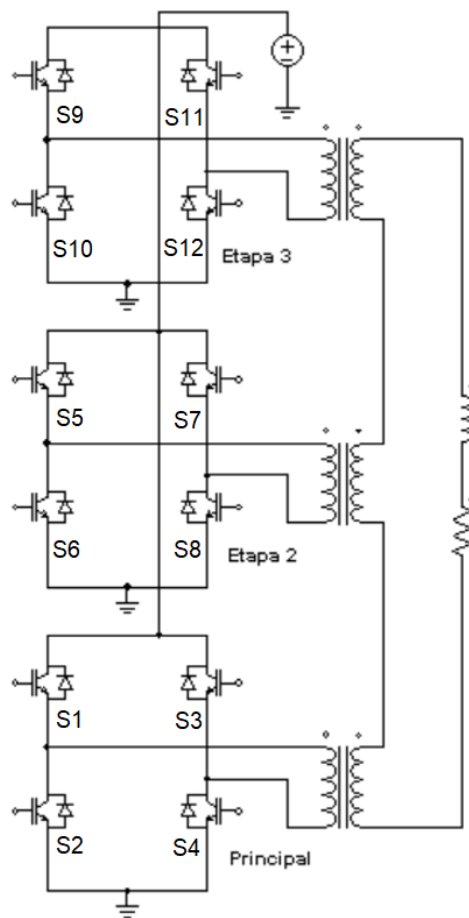 S9
S11
S10
S12
Etapa 3
S5
S7
S6
S8
Etapa 2
S1
S3
S2
S4
Principal